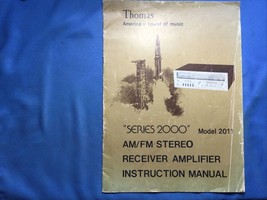 Thomas
America's sound of music
"SERIES 2000" Model 2011
AM/FM STEREO
RECEIVER AMPLIFIER
INSTRUCTION MANUAL